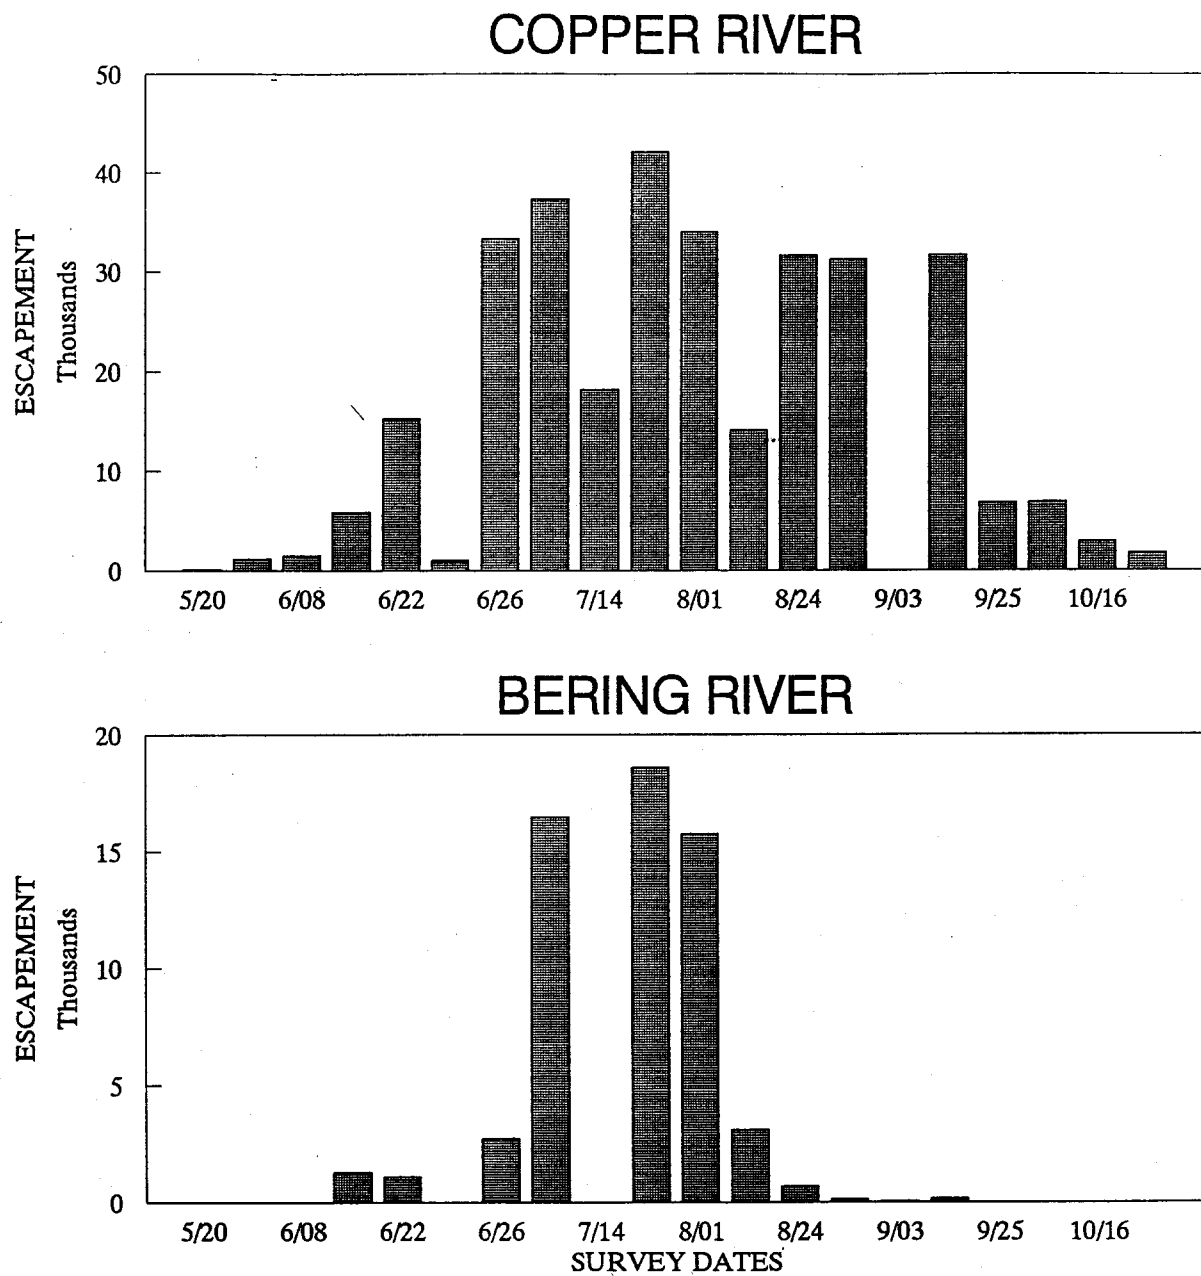 COPPER RIVER
50
40
30
20
10
0
ESCAPEMENT
Thousands
5/20 6/08 6/22 6/26 7/14 8/01 8/24 9/03 9/25 10/16
BERING RIVER
20
15
10
5
0
ESCAPEMENT
Thousands
5/20 6/08 6/22 6/26 7/14 8/01 8/24 9/03 9/25 10/16
SURVEY DATES